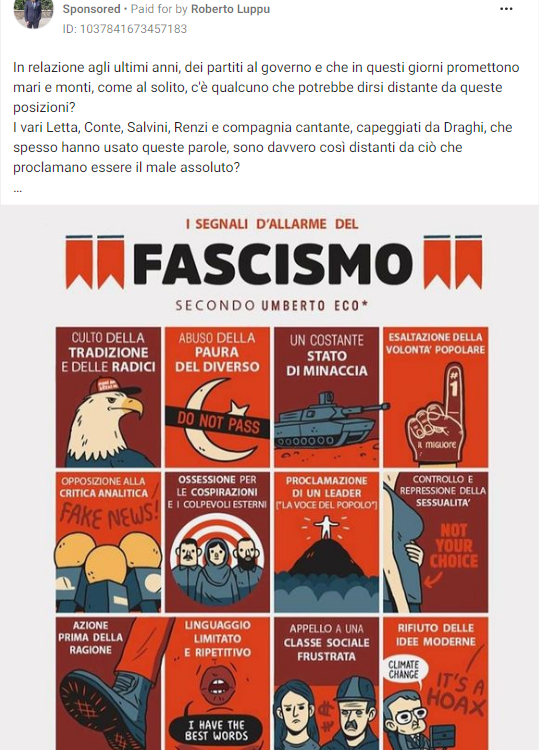 Sponsored • Paid for by Roberto Luppu
ID: 1037841673457183
In relazione agli ultimi anni, dei partiti al governo e che in questi giorni promettono
mari e monti, come al solito, c'è qualcuno che potrebbe dirsi distante da queste
posizioni?
I vari Letta, Conte, Salvini, Renzi e compagnia cantante, capeggiati da Draghi, che
spesso hanno usato queste parole, sono davvero così distanti da ciò che
proclamano essere il male assoluto?
...
I SEGNALI D'ALLARME DEL
FASCISMO
SECONDO UMBERTO ECO*
CULTO DELLA
TRADIZIONE
E DELLE RADICI
ABUSO DELLA
PAURA
DEL DIVERSO
DO NOT PASS
UN COSTANTE
STATO
DI MINACCIA
ESALTAZIONE DELLA
VOLONTA' POPOLARE
#1
IL MIGLIORE
OPPOSIZIONE ALLA
CRITICA ANALITICA
FAKE NEWS!
OSSESSIONE PER
LE COSPIRAZIONI
E I COLPEVOLI ESTERNI
PROCLAMAZIONE
DI UN LEADER
("LA VOCE DEL POPOLO")
CONTROLLO E
REPRESSIONE DELLA
SESSUALITA'
NOT
YOUR
CHOICE
AZIONE
PRIMA DELLA
RAGIONE
LINGUAGGIO
LIMITATO
E RIPETITIVO
I HAVE THE
BEST WORDS
APPELLO A UNA
CLASSE SOCIALE
FRUSTRATA
RIFIUTO DELLE
IDEE MODERNE
CLIMATE
CHANGE
IT'S A
HOAX